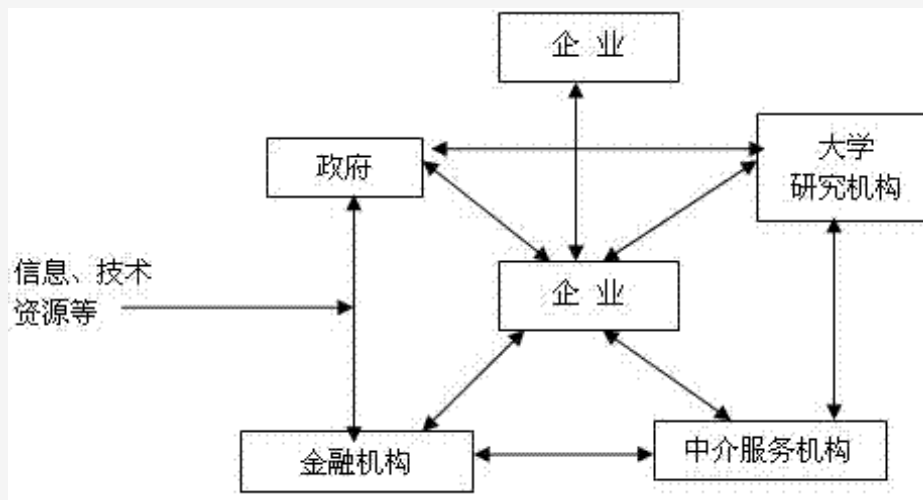 企 业
政府
大学
研究机构
信息、技术
资源等
企 业
金融机构
中介服务机构